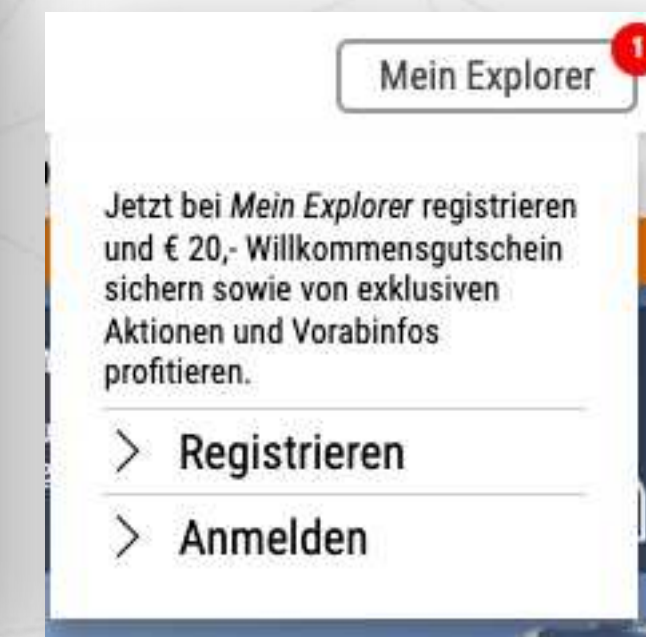 Mein Explorer
1
Jetzt bei Mein Explorer registrieren
und € 20,- Willkommensgutschein
sichern sowie von exklusiven
Aktionen und Vorabinfos
profitieren.
Registrieren
Anmelden